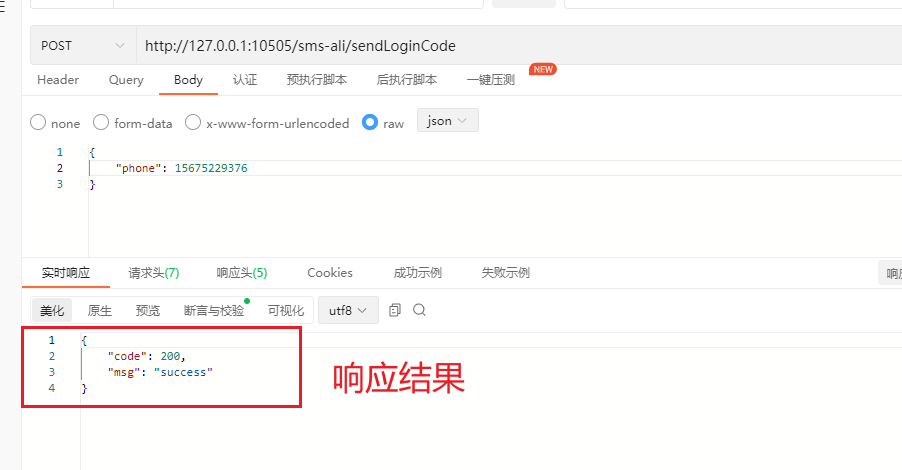 POST http://127.0.0.1:10505/sms-ali/sendLoginCode
Header Query Body 认证 预执行脚本 后执行脚本 一键压测 NEW
none form-data x-www-form-urlencoded raw json
1 {
2 "phone": 15675229376
3 }
实时响应 请求头(7) 响应头(5) Cookies 成功示例 失败示例
美化 原生 预览 断言与校验 可视化 utf8
1 {
2 "code": 200,
3 "msg": "success"
4 }
响应结果